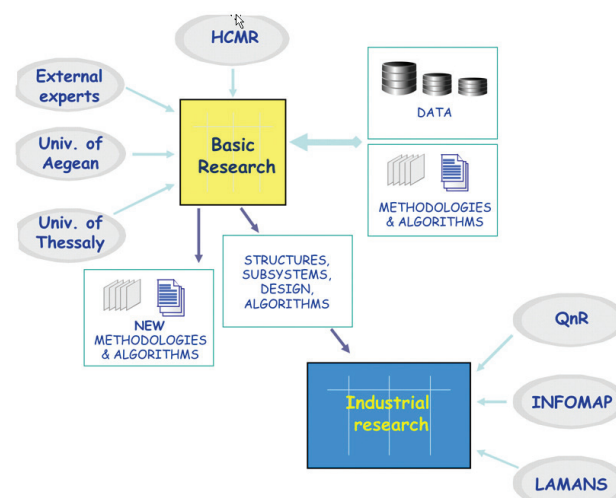 HCMR
External
experts
Univ. of
Aegean
Univ. of
Thessaly
Basic
Research
DATA
METHODOLOGIES
& ALGORITHMS
NEW
METHODOLOGIES
& ALGORITHMS
STRUCTURES,
SUBSYSTEMS,
DESIGN,
ALGORITHMS
Industrial
research
QnR
INFOMAP
LAMANS